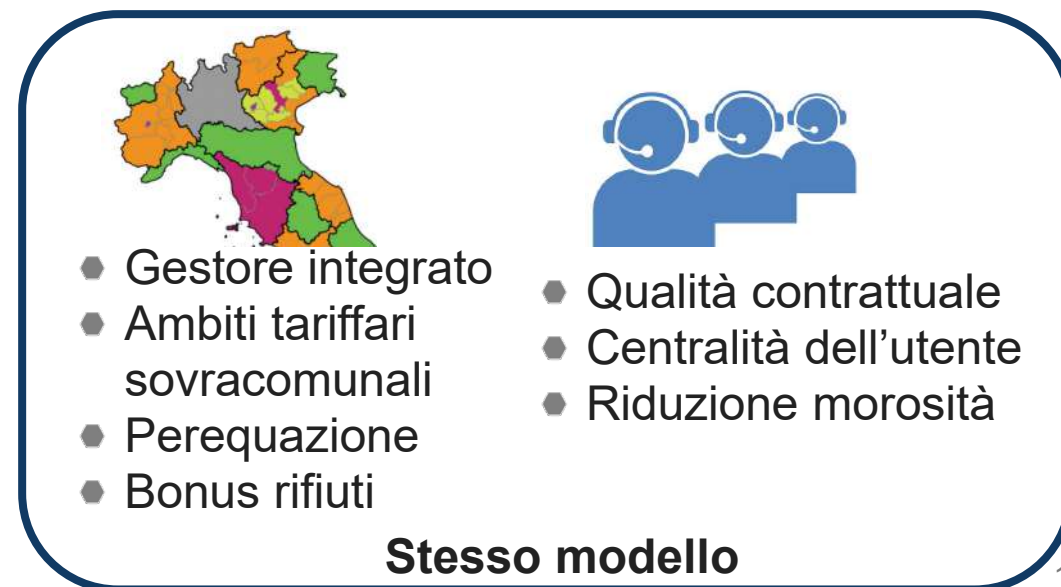 Gestore integrato
Ambiti tariffari
sovracomunali
Perequazione
Bonus rifiuti
Qualità contrattuale
Centralità dell’utente
Riduzione morosità
Stesso modello